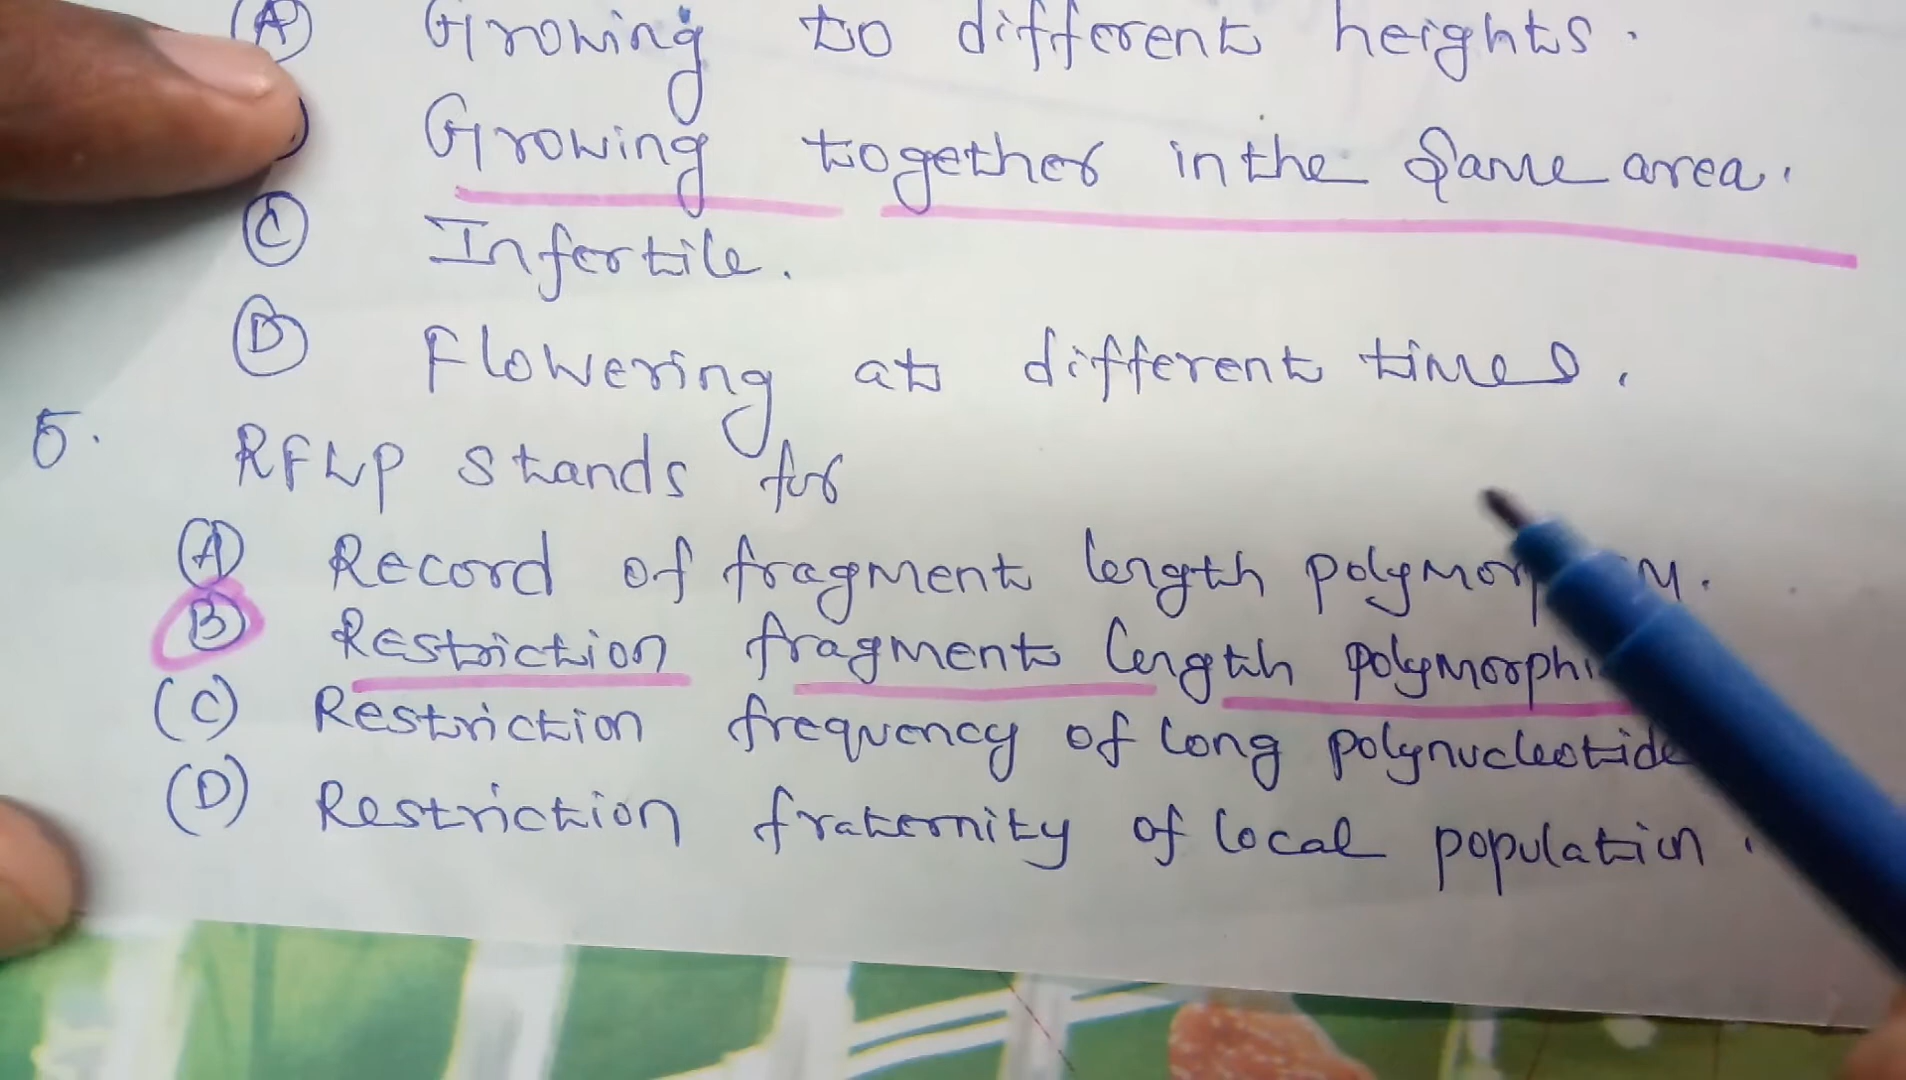 (A) Growing to different heights.
Growing together in the Same area.
(C) Infertile.
(D) Flowering at different times.
5. RFLP stands for
(A) Record of fragment length
(B) Restriction fragment length
(C) Restriction frequency of long
(D) Restriction fraternity of local population.